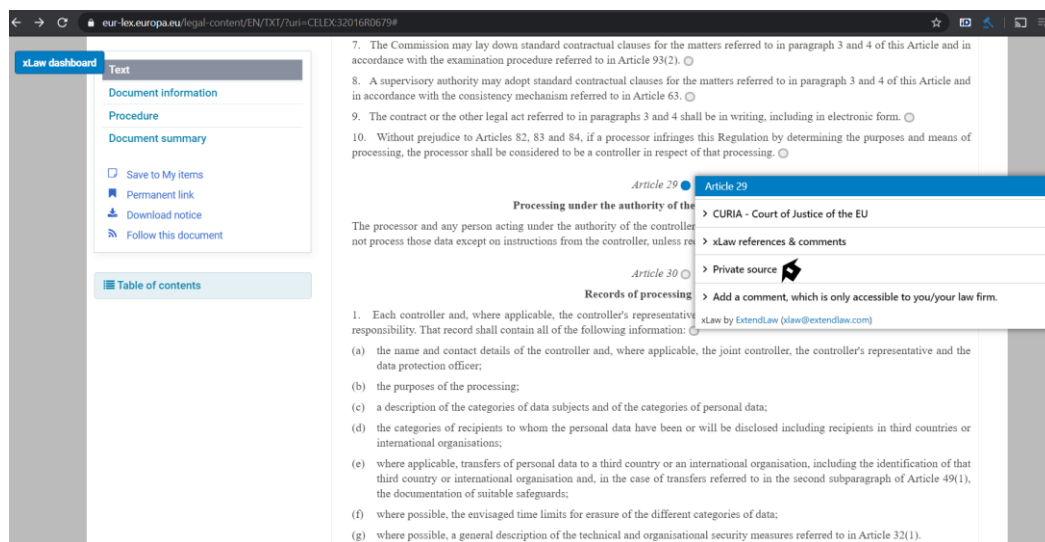 eur-lex.europa.eu/legal-content/EN/TXT/?uri=CELEX:32016R0679#
xLaw dashboard
Text
Document information
Procedure
Document summary
Save to My items
Permanent link
Download notice
Follow this document
Table of contents
7. The Commission may lay down standard contractual clauses for the matters referred to in paragraph 3 and 4 of this Article and in
accordance with the examination procedure referred to in Article 93(2).
8. A supervisory authority may adopt standard contractual clauses for the matters referred to in paragraph 3 and 4 of this Article and
in accordance with the consistency mechanism referred to in Article 63.
9. The contract or the other legal act referred to in paragraphs 3 and 4 shall be in writing, including in electronic form.
10. Without prejudice to Articles 82, 83 and 84, if a processor infringes this Regulation by determining the purposes and means of
processing, the processor shall be considered to be a controller in respect of that processing.
Article 29
Processing under the authority of the
The processor and any person acting under the authority of the controller
not process those data except on instructions from the controller, unless
Article 30
Records of processing
1. Each controller and, where applicable, the controller's representative
responsibility. That record shall contain all of the following information:
(a) the name and contact details of the controller and, where applicable, the joint controller, the controller's representative and the
data protection officer;
(b) the purposes of the processing;
(c) a description of the categories of data subjects and of the categories of personal data;
(d) the categories of recipients to whom the personal data have been or will be disclosed including recipients in third countries or
international organisations;
(e) where applicable, transfers of personal data to a third country or an international organisation, including the identification of that
third country or international organisation and, in the case of transfers referred to in the second subparagraph of Article 49(1),
the documentation of suitable safeguards;
(f) where possible, the envisaged time limits for erasure of the different categories of data;
(g) where possible, a general description of the technical and organisational security measures referred to in Article 32(1).
Article 29
> CURIA - Court of Justice of the EU
> xLaw references & comments
> Private source
> Add a comment, which is only accessible to you/your law firm.
xLaw by ExtendLaw (xlaw@extendlaw.com)